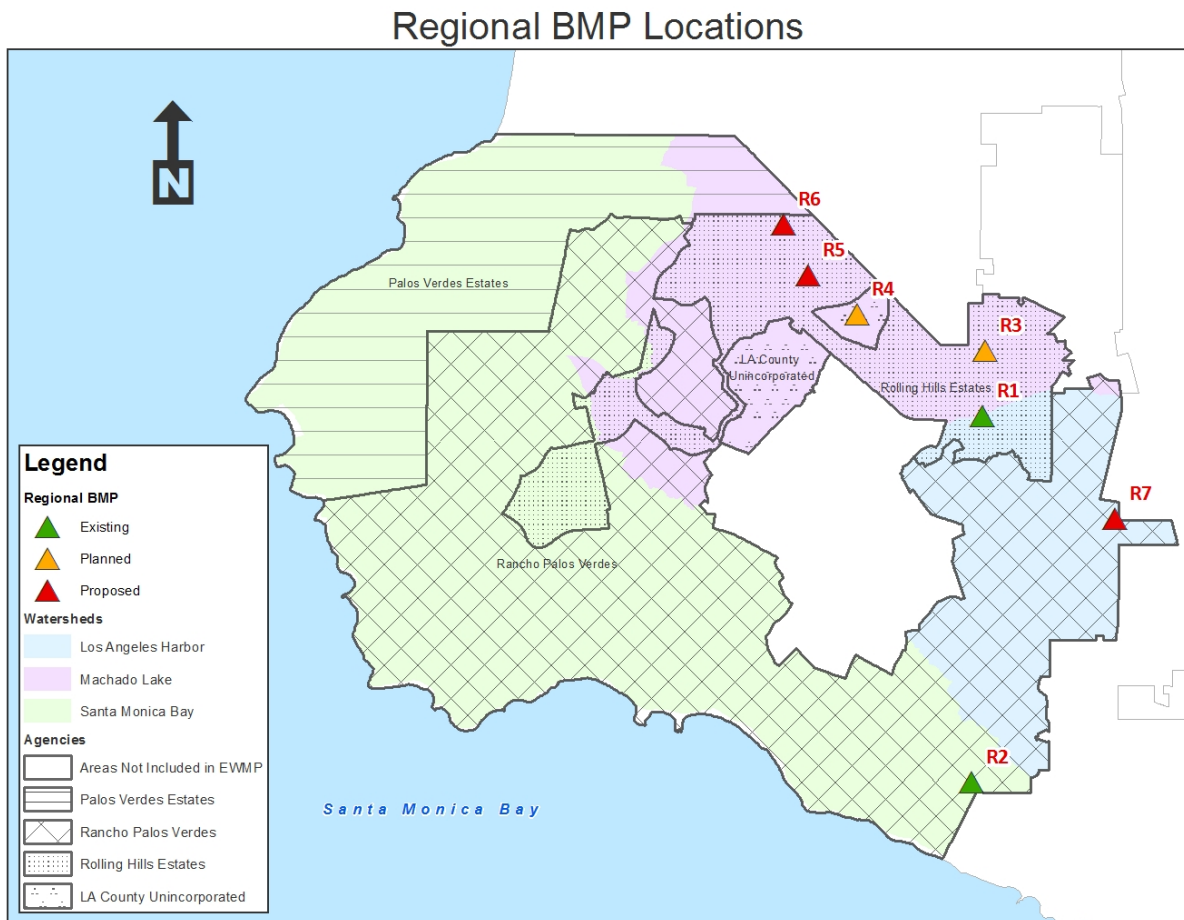 Regional BMP Locations
N
R6
R5
Palos Verdes Estates
R4
R3
LA County
Unincorporated
Rolling Hills Estates
R1
R7
Rancho Palos Verdes
R2
Santa Monica Bay
Legend
Regional BMP
Existing
Planned
Proposed
Watersheds
Los Angeles Harbor
Machado Lake
Santa Monica Bay
Agencies
Areas Not Included in EWMP
Palos Verdes Estates
Rancho Palos Verdes
Rolling Hills Estates
LA County Unincorporated